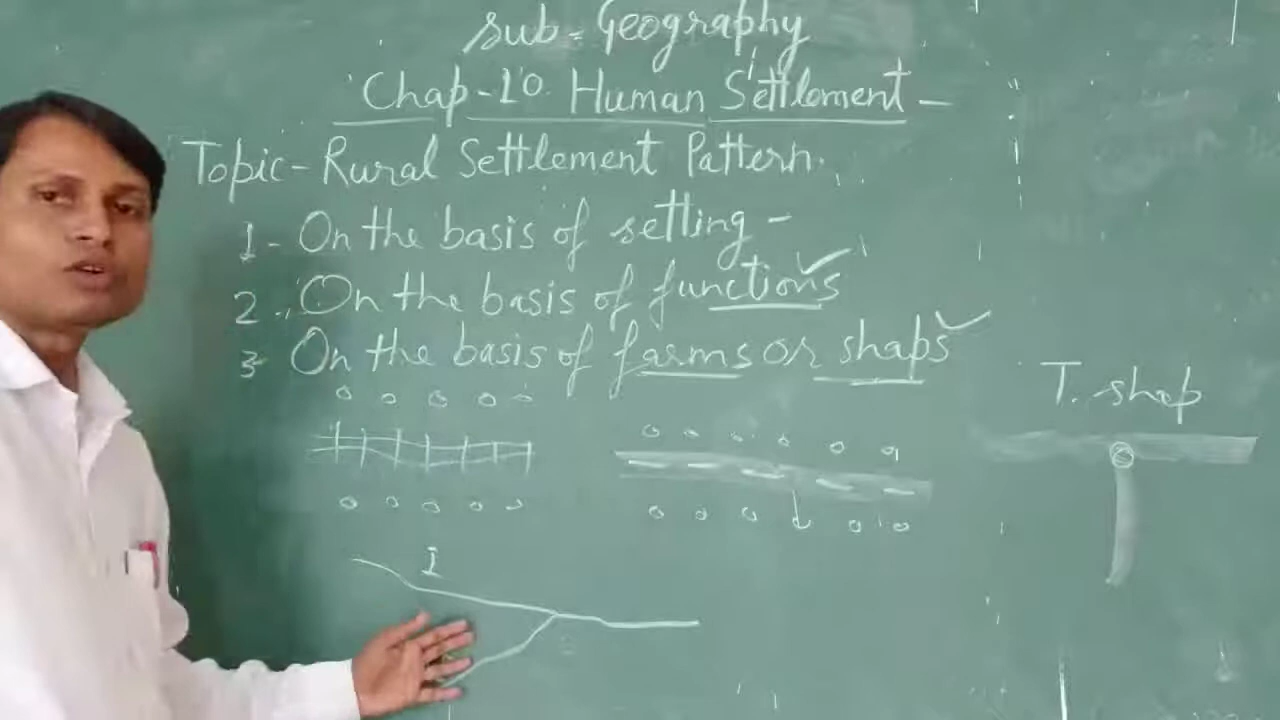 Sub- Geography
Chap-10. Human Settlement -
Topic- Rural Settlement Pattern.
1- On the basis of setting -
2. On the basis of functions
3 On the basis of farms or shaps
T. shap
I